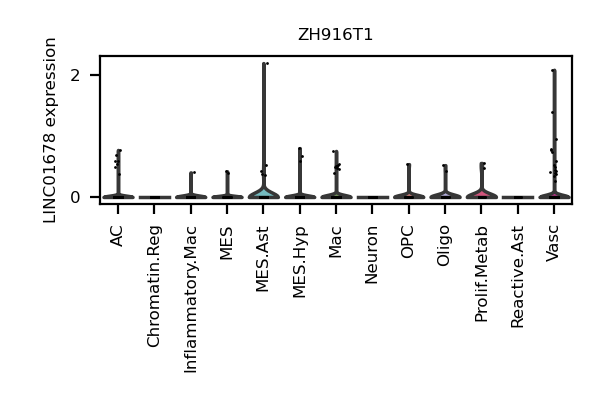 ZH916T1
LINC01678 expression
2
0
AC
Chromatin.Reg
Inflammatory.Mac
MES
MES.Ast
MES.Hyp
Mac
Neuron
OPC
Oligo
Prolif.Metab
Reactive.Ast
Vasc